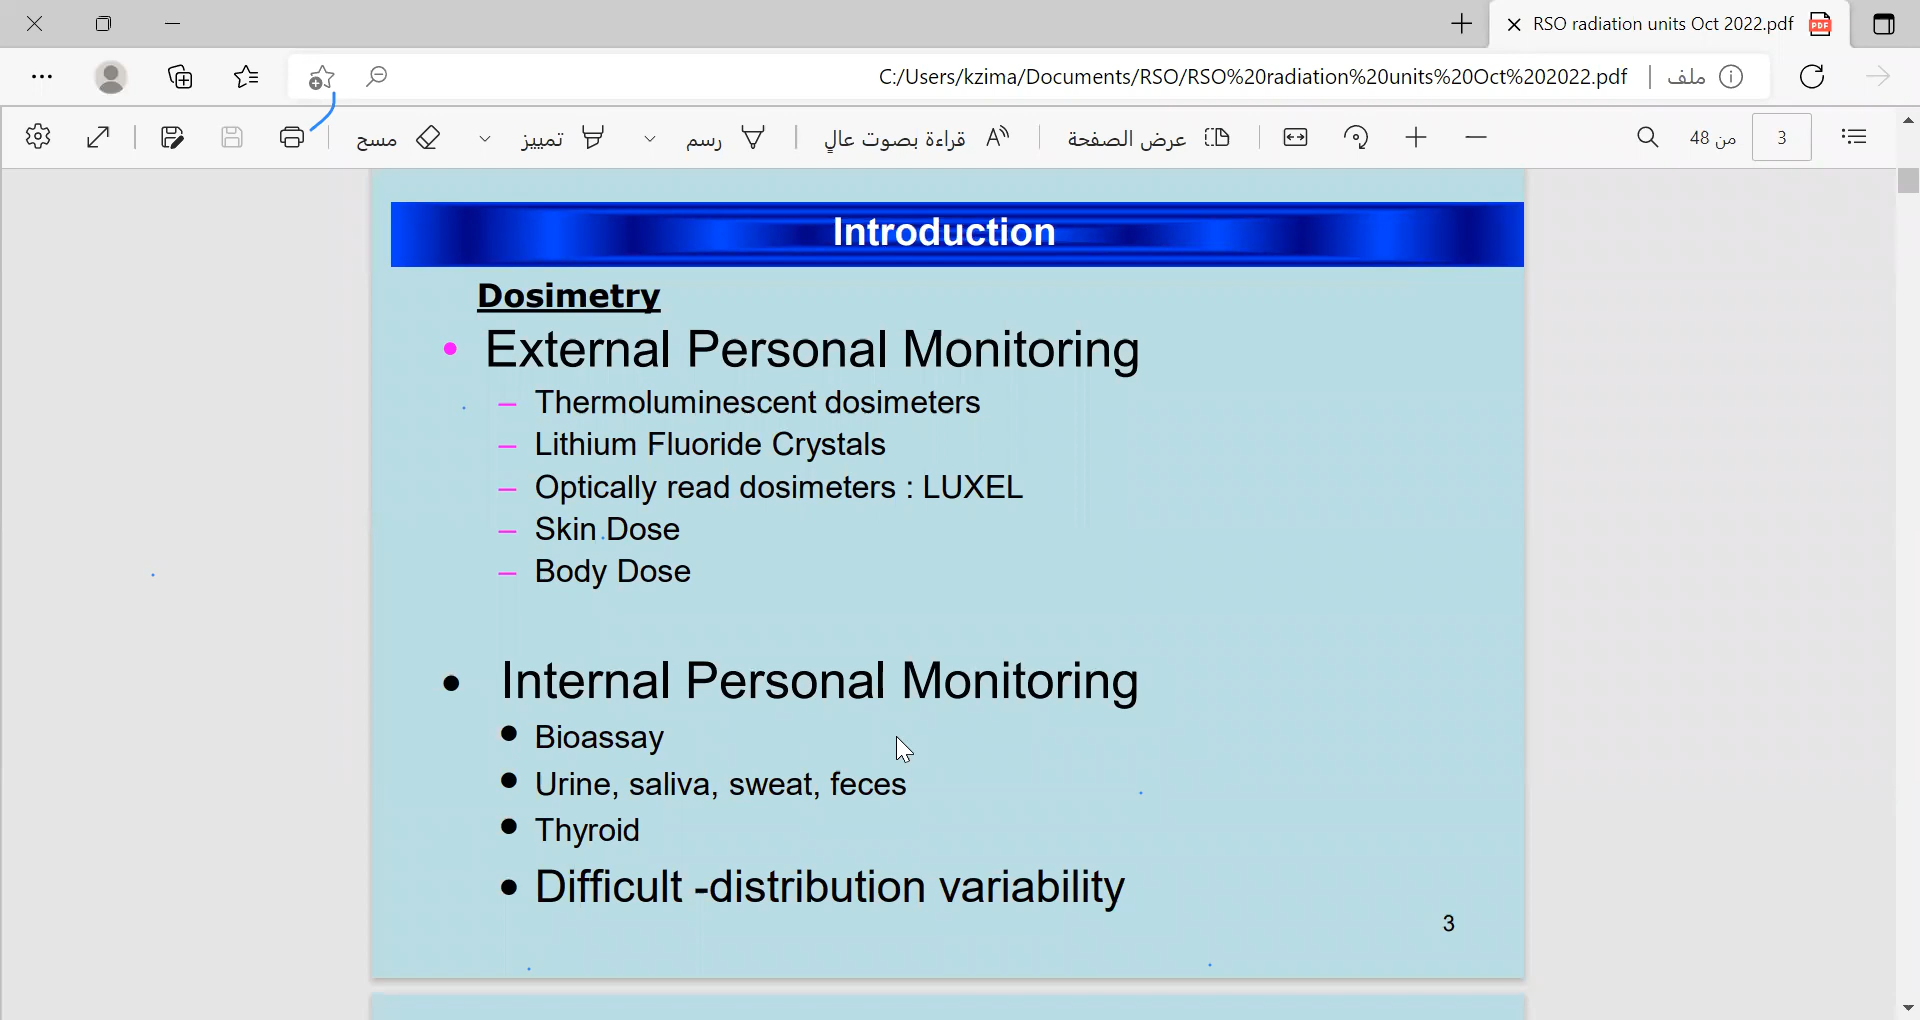 RSO radiation units Oct 2022.pdf
C:/Users/kzima/Documents/RSO/RSO%20radiation%20units%20Oct%202022.pdf
ملف
3
من 48
عرض الصفحة
قراءة بصوت عالٍ
رسم
تمييز
مسح
Introduction
Dosimetry
• External Personal Monitoring
– Thermoluminescent dosimeters
– Lithium Fluoride Crystals
– Optically read dosimeters : LUXEL
– Skin Dose
– Body Dose
• Internal Personal Monitoring
• Bioassay
• Urine, saliva, sweat, feces
• Thyroid
• Difficult -distribution variability
3